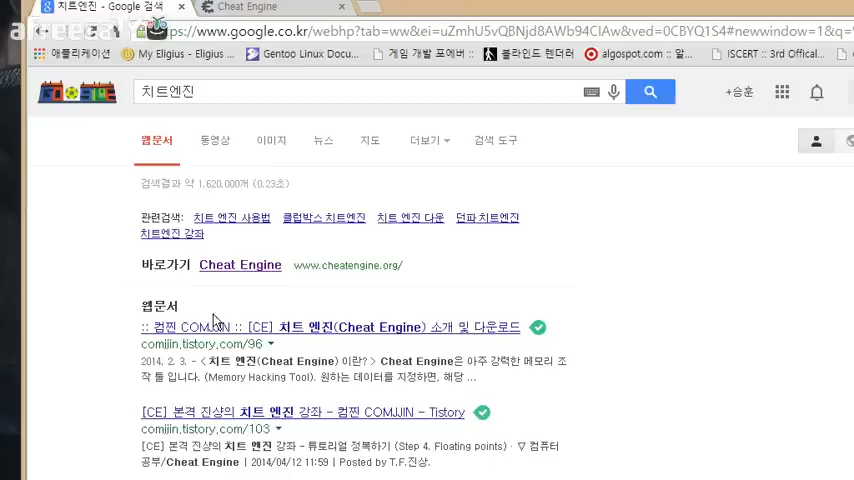 afreecaTV
치트엔진 - Google 검색
Cheat Engine
ps://www.google.co.kr/webhp?tab=ww&ei=uZmhU5vQBNjd8AWb94CIAw&ved=0CBYQ1S4#newwindow=1&q=
애플리케이션
My Eligius - Eligius ...
Gentoo Linux Docu...
게임 개발 포에버 ::
블라인드 렌더러
algospot.com :: 알...
ISCERT :: 3rd Offical...
치트엔진
+승훈
웹문서
동영상
이미지
뉴스
지도
더보기
검색 도구
검색결과 약 1,620,000개 (0.23초)
관련검색: 치트 엔진 사용법 클럽박스 치트엔진 치트 엔진 다운 던파 치트엔진
치트엔진 강좌
바로가기 Cheat Engine www.cheatengine.org/
웹문서
:: 컴찐 COMJJIN :: [CE] 치트 엔진(Cheat Engine) 소개 및 다운로드
comjjin.tistory.com/96
2014. 2. 3. - < 치트 엔진(Cheat Engine) 이란? > Cheat Engine은 아주 강력한 메모리 조
작 툴 입니다. (Memory Hacking Tool). 원하는 데이터를 지정하면, 해당 ...
[CE] 본격 진상의 치트 엔진 강좌 - 컴찐 COMJJIN - Tistory
comjjin.tistory.com/103
[CE] 본격 진상의 치트 엔진 강좌 - 튜토리얼 정복하기 (Step 4. Floating points) · ▽ 컴퓨터
공부/Cheat Engine | 2014/04/12 11:59 | Posted by T.F.진상.